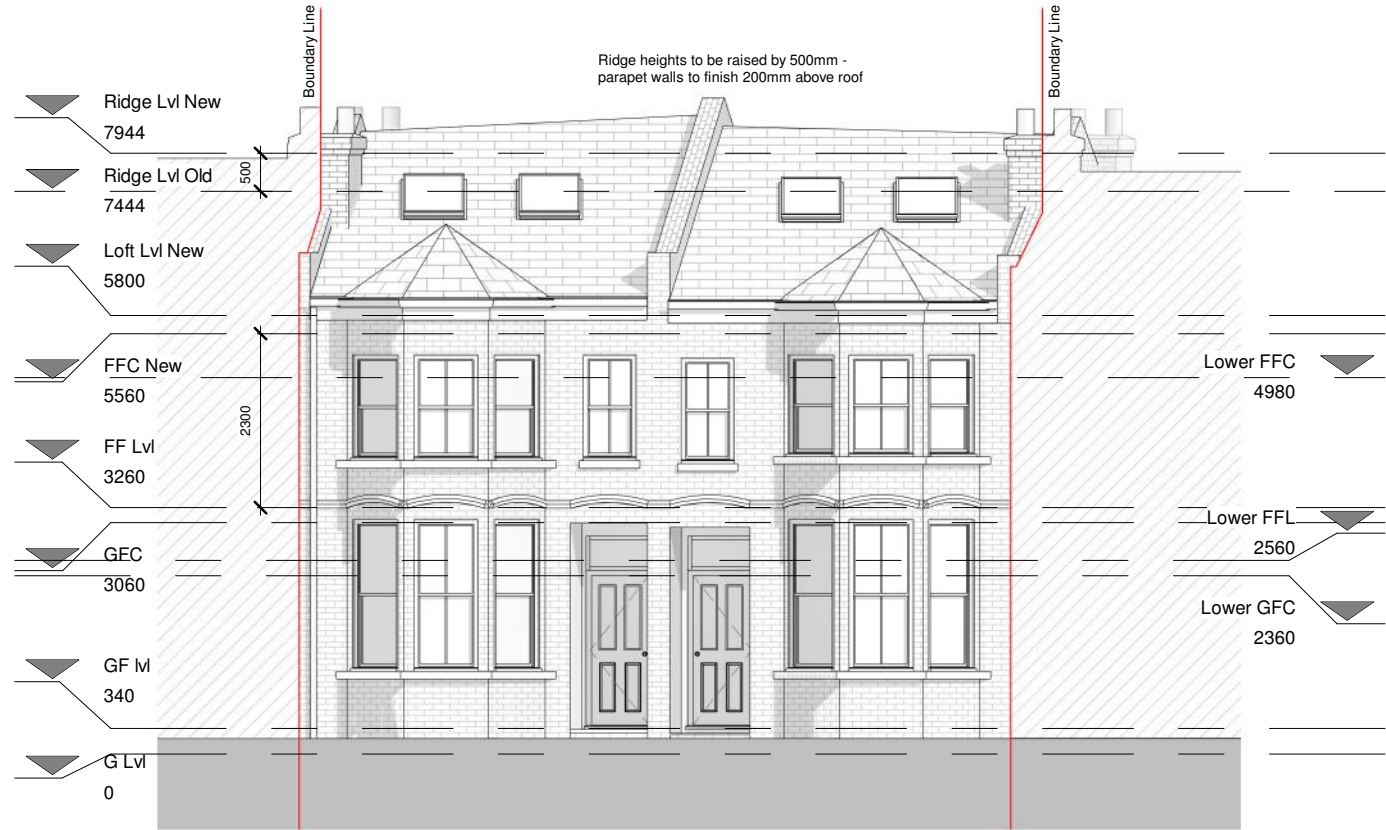 Boundary Line
Boundary Line
Ridge heights to be raised by 500mm -
parapet walls to finish 200mm above roof
Ridge Lvl New
7944
500
Ridge Lvl Old
7444
Loft Lvl New
5800
FFC New
5560
2300
FF Lvl
3260
GFC
3060
GF lvl
340
G Lvl
0
Lower FFC
4980
Lower FFL
2560
Lower GFC
2360